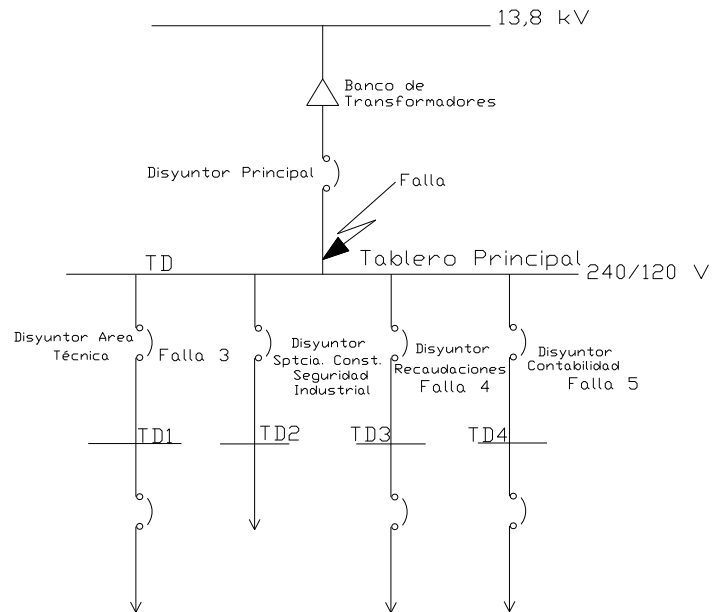 13,8 kV
Banco de
Transformadores
Disyuntor Principal
Falla
TD
Tablero Principal
240/120 V
Disyuntor Area
Técnica
Falla 3
Disyuntor
Sptcia. Const.
Seguridad
Industrial
Disyuntor
Recaudaciones
Falla 4
Disyuntor
Contabilidad
Falla 5
TD1
TD2
TD3
TD4